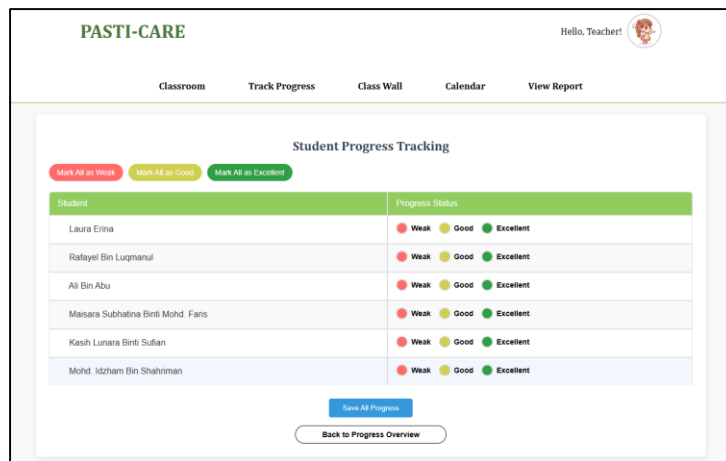 PASTI-CARE
Hello, Teacher!
Classroom Track Progress Class Wall Calendar View Report
Student Progress Tracking
Mark All as Weak Mark All as Good Mark All as Excellent
Student Progress Status
Laura Erina Weak Good Excellent
Rafayel Bin Luqmanul Weak Good Excellent
Ali Bin Abu Weak Good Excellent
Maisara Subhatina Binti Mohd. Faris Weak Good Excellent
Kasih Lunara Binti Sufian Weak Good Excellent
Mohd. Idzham Bin Shahriman Weak Good Excellent
Save All Progress
Back to Progress Overview